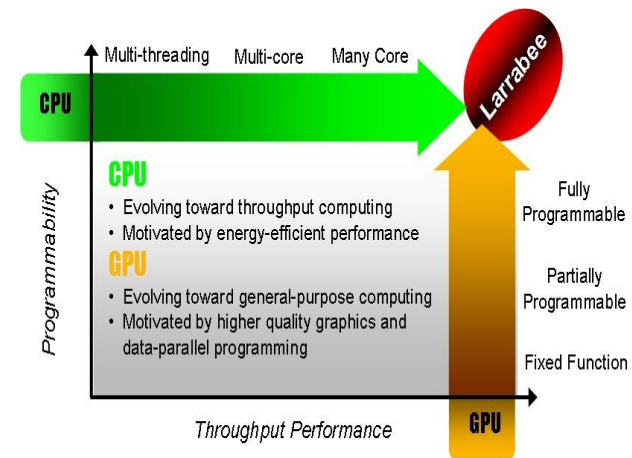 Multi-threading Multi-core Many Core
Larrabee
CPU
CPU
• Evolving toward throughput computing
• Motivated by energy-efficient performance
GPU
• Evolving toward general-purpose computing
• Motivated by higher quality graphics and
data-parallel programming
Fully
Programmable
Partially
Programmable
Fixed Function
Programmability
Throughput Performance
GPU